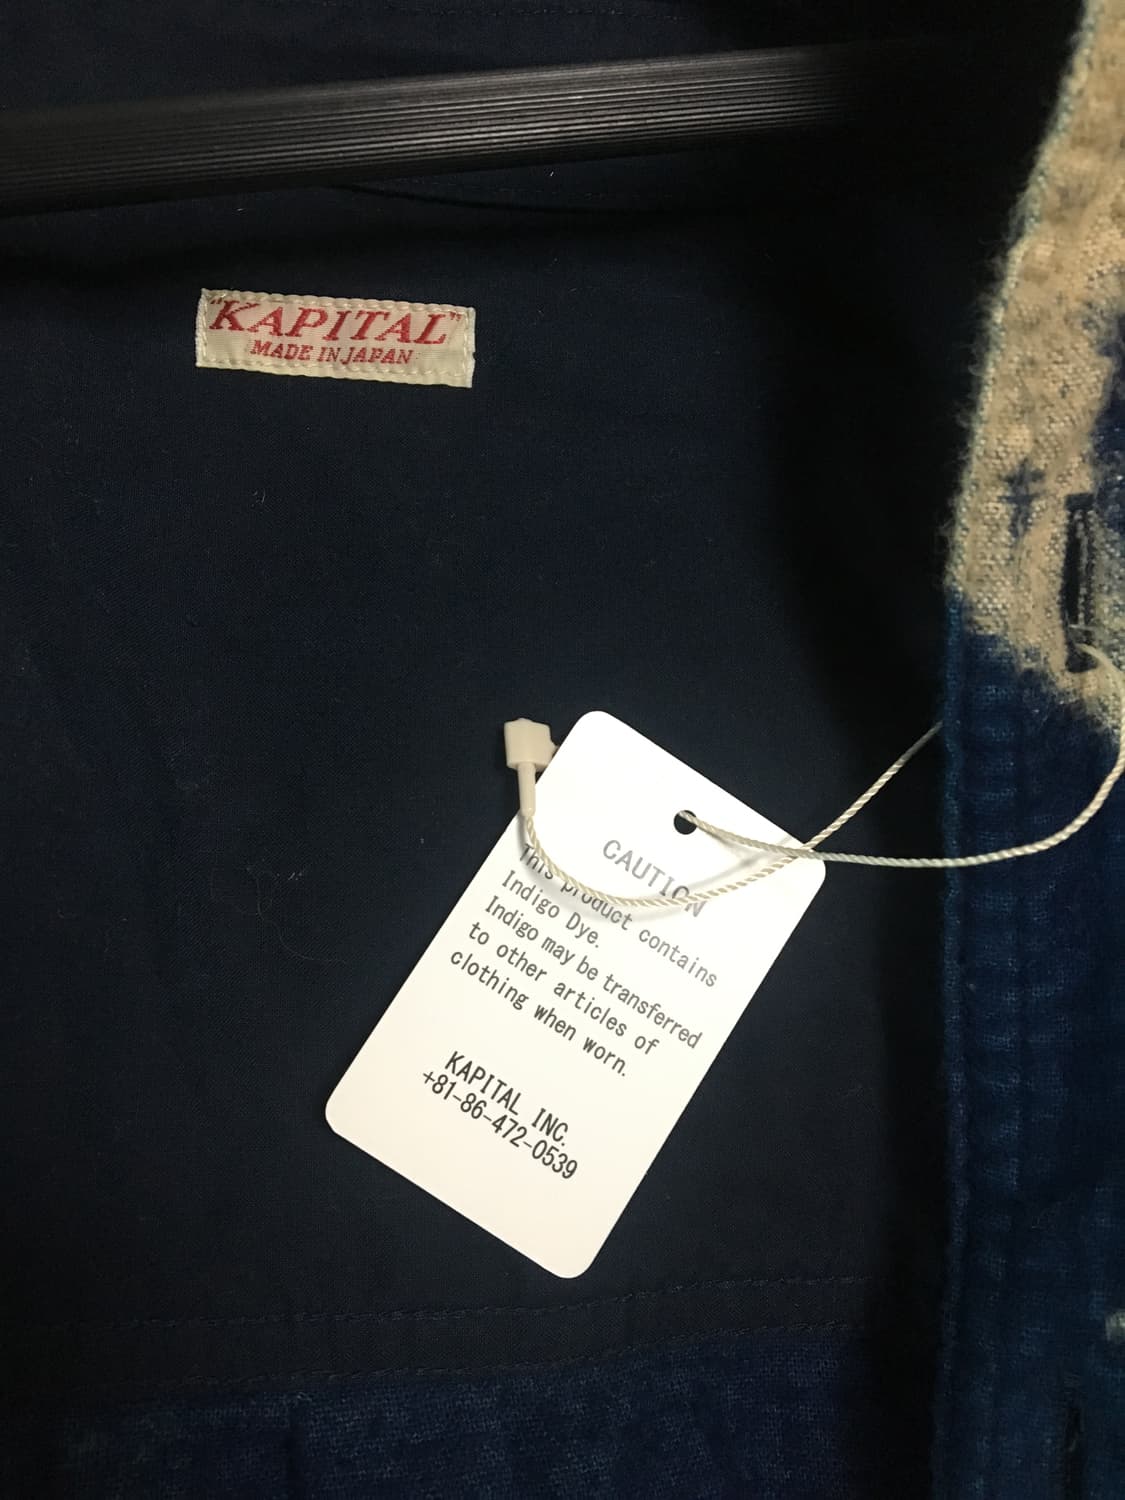 "KAPITAL"
MADE IN JAPAN
CAUTION
This product contains
Indigo Dye.
Indigo may be transferred
to other articles of
clothing when worn.
KAPITAL INC.
+81-86-472-0539